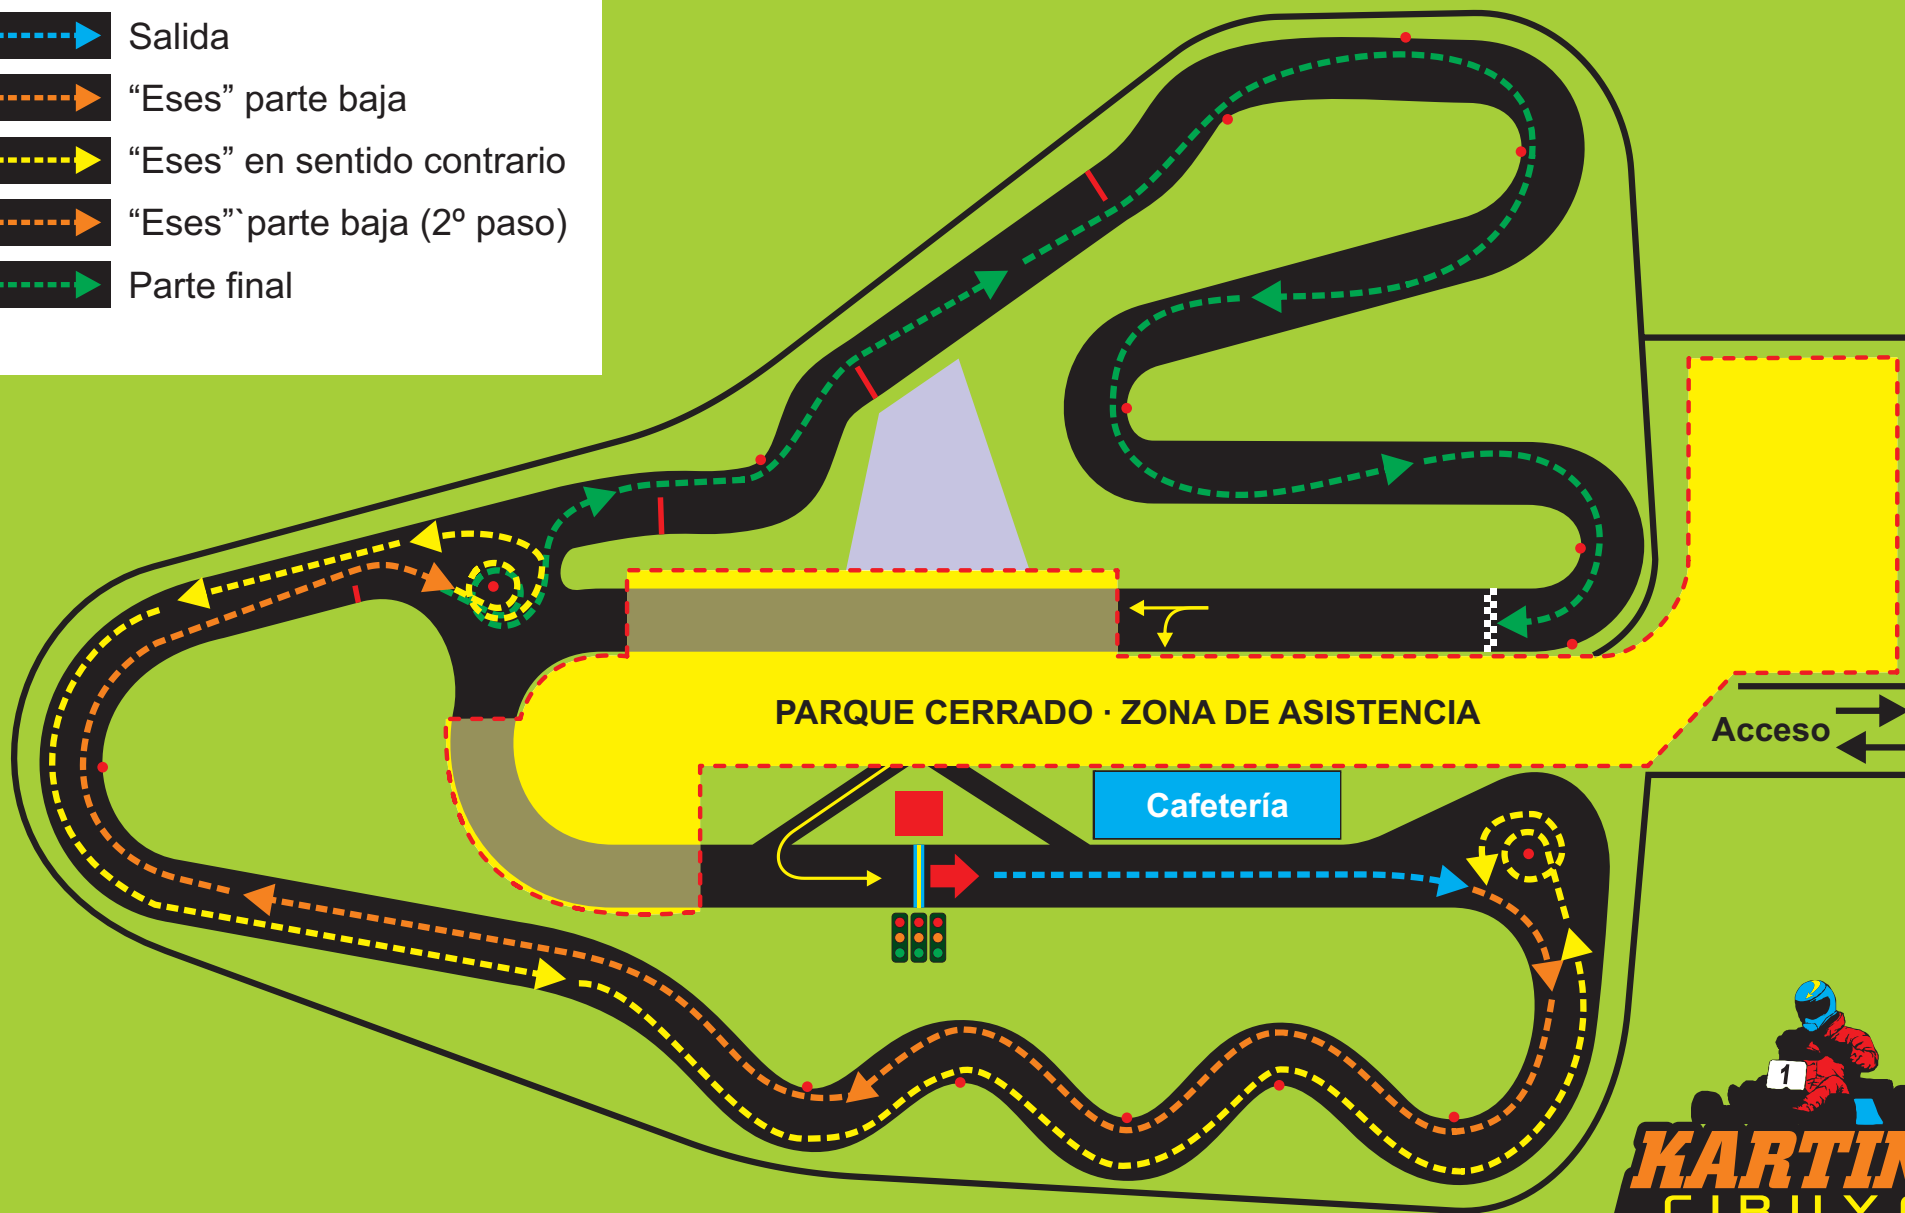 Salida
“Eses” parte baja
“Eses” en sentido contrario
“Eses”`parte baja (2º paso)
Parte final
PARQUE CERRADO · ZONA DE ASISTENCIA
Acceso
Cafetería
1
KARTIN